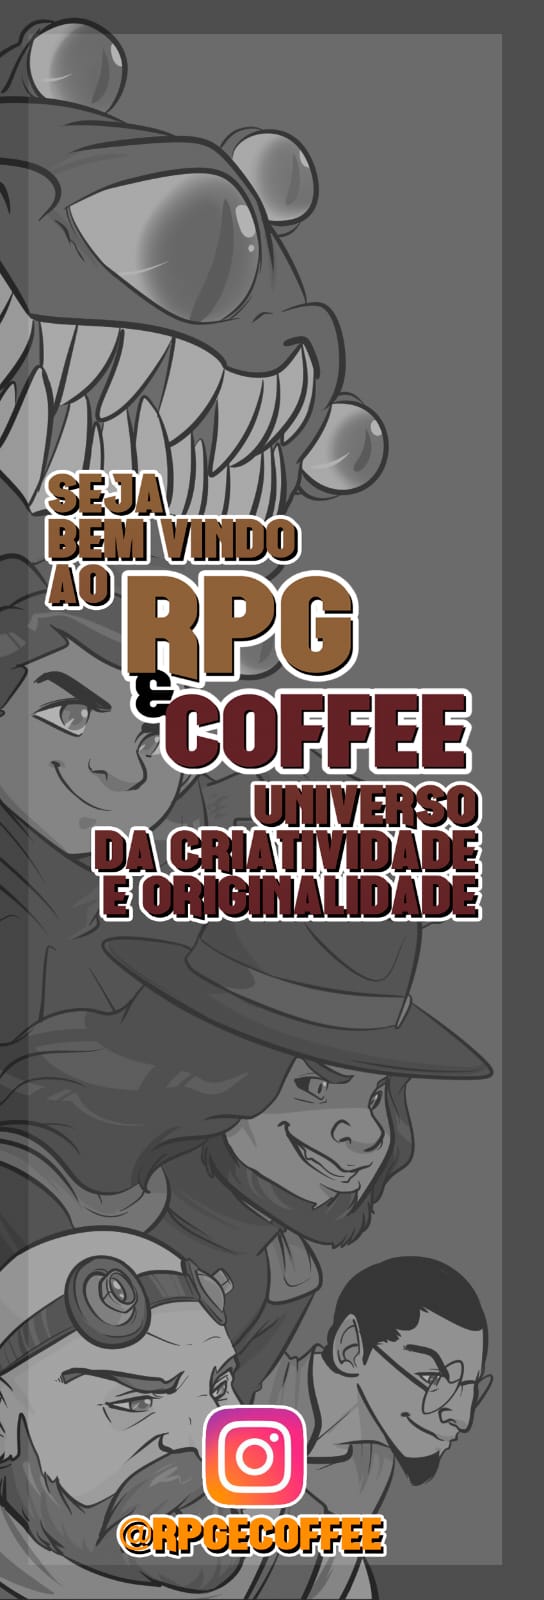 SEJA
BEM VINDO
AO RPG
&
COFFEE
UNIVERSO
DA CRIATIVIDADE
E ORIGINALIDADE
@RPGECOFFEE